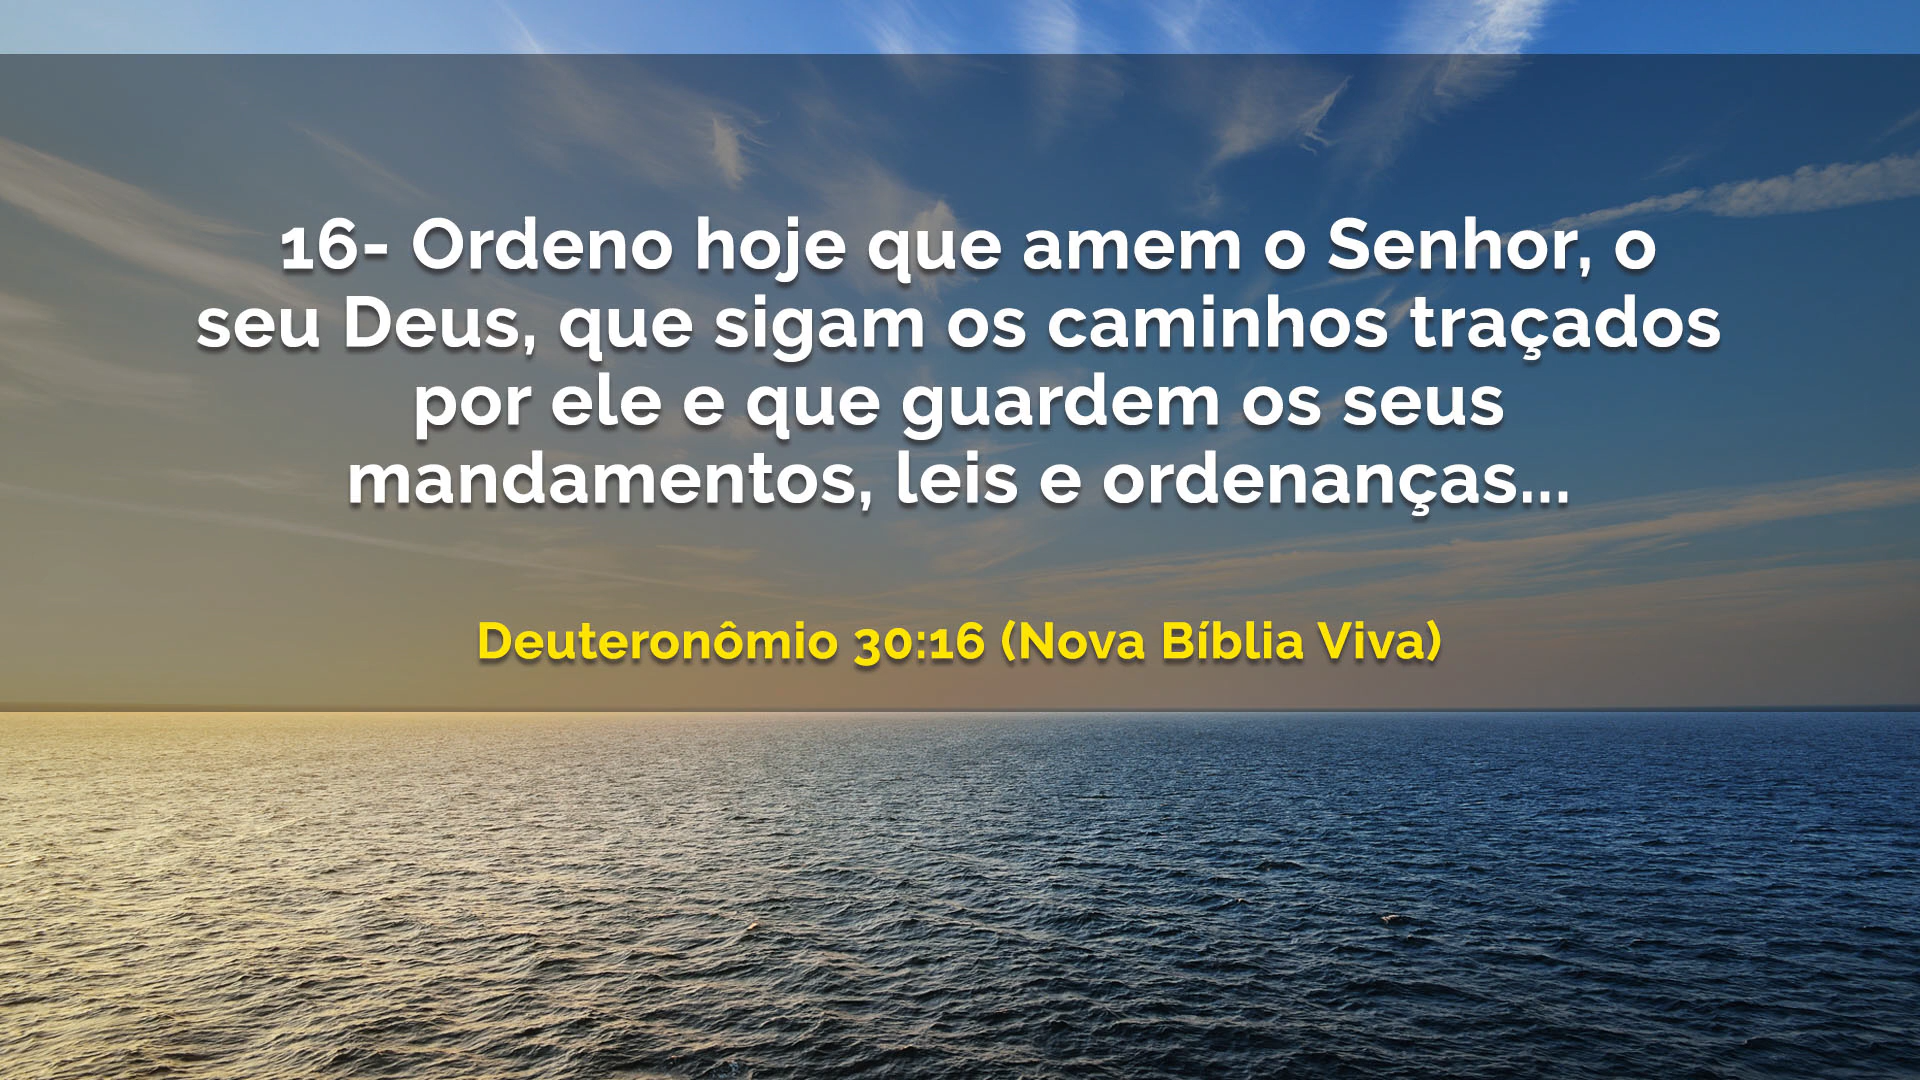 16- Ordeno hoje que amem o Senhor, o
seu Deus, que sigam os caminhos traçados
por ele e que guardem os seus
mandamentos, leis e ordenanças...
Deuteronômio 30:16 (Nova Bíblia Viva)